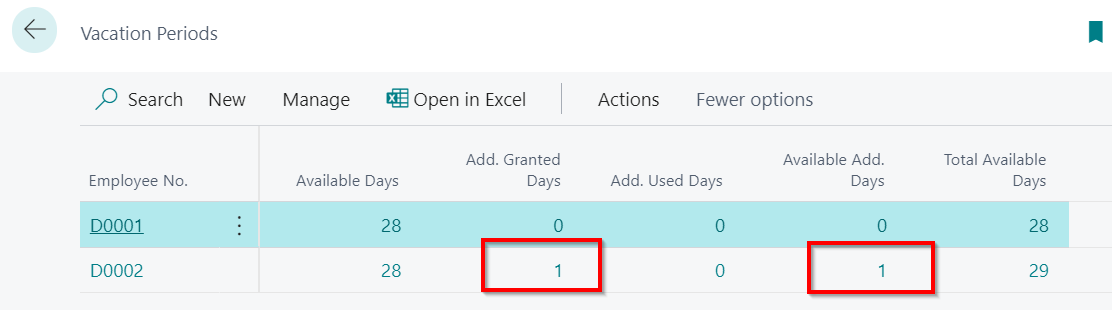 Vacation Periods
Search New Manage Open in Excel Actions Fewer options
Add. Granted Available Add. Total Available
Employee No. Available Days Days Add. Used Days Days Days
D0001 28 0 0 0 28
D0002 28 1 0 1 29